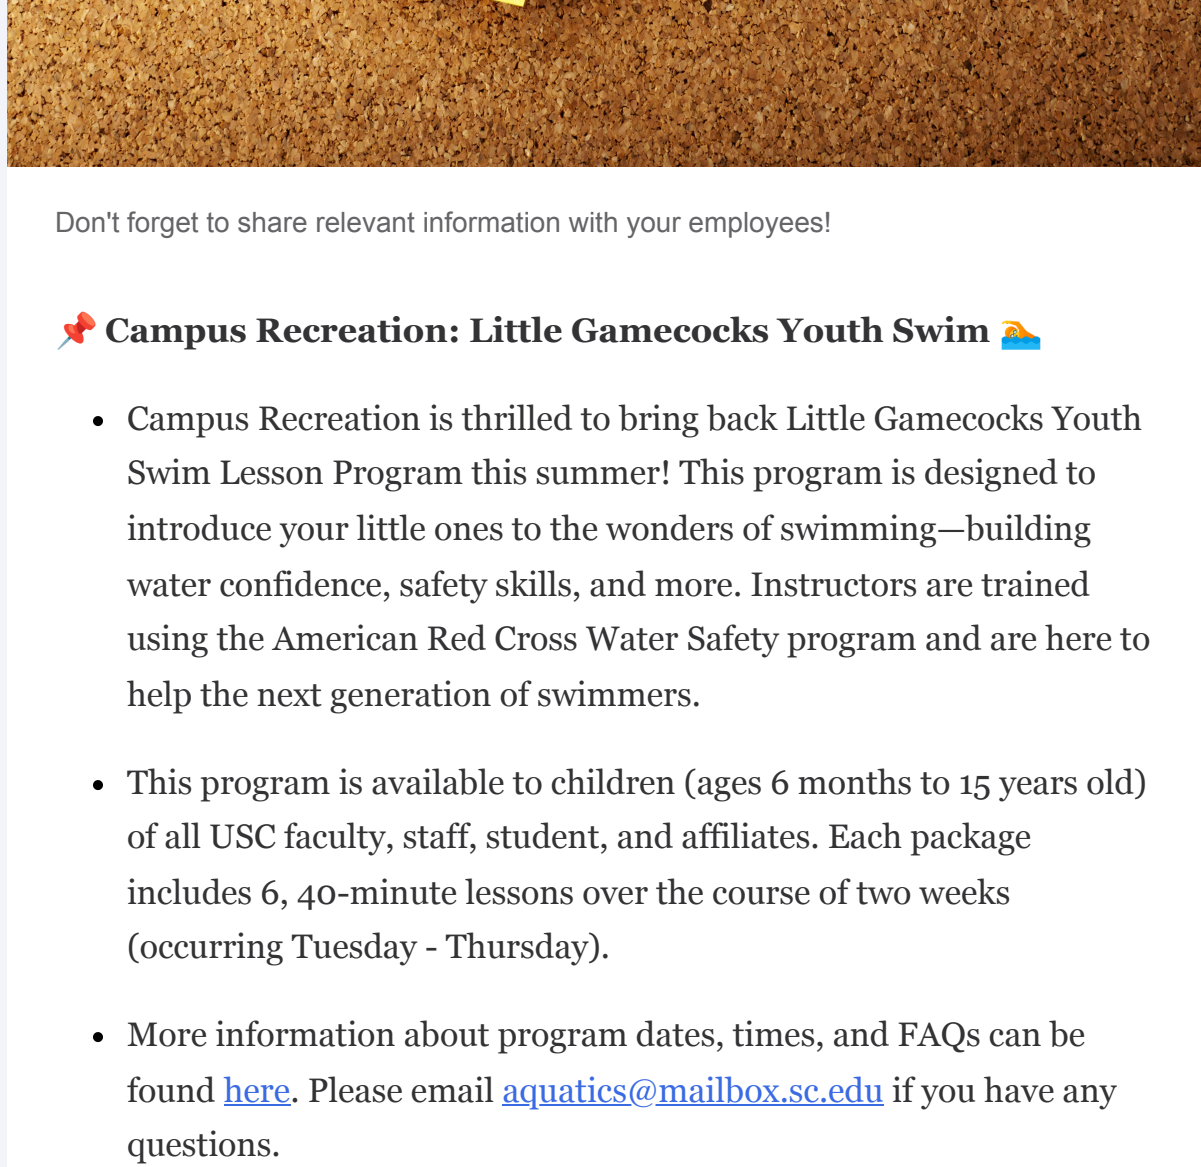 Don't forget to share relevant information with your employees!
📌 Campus Recreation: Little Gamecocks Youth Swim 🏊
• Campus Recreation is thrilled to bring back Little Gamecocks Youth
Swim Lesson Program this summer! This program is designed to
introduce your little ones to the wonders of swimming—building
water confidence, safety skills, and more. Instructors are trained
using the American Red Cross Water Safety program and are here to
help the next generation of swimmers.
• This program is available to children (ages 6 months to 15 years old)
of all USC faculty, staff, student, and affiliates. Each package
includes 6, 40-minute lessons over the course of two weeks
(occurring Tuesday - Thursday).
• More information about program dates, times, and FAQs can be
found here. Please email aquatics@mailbox.sc.edu if you have any
questions.